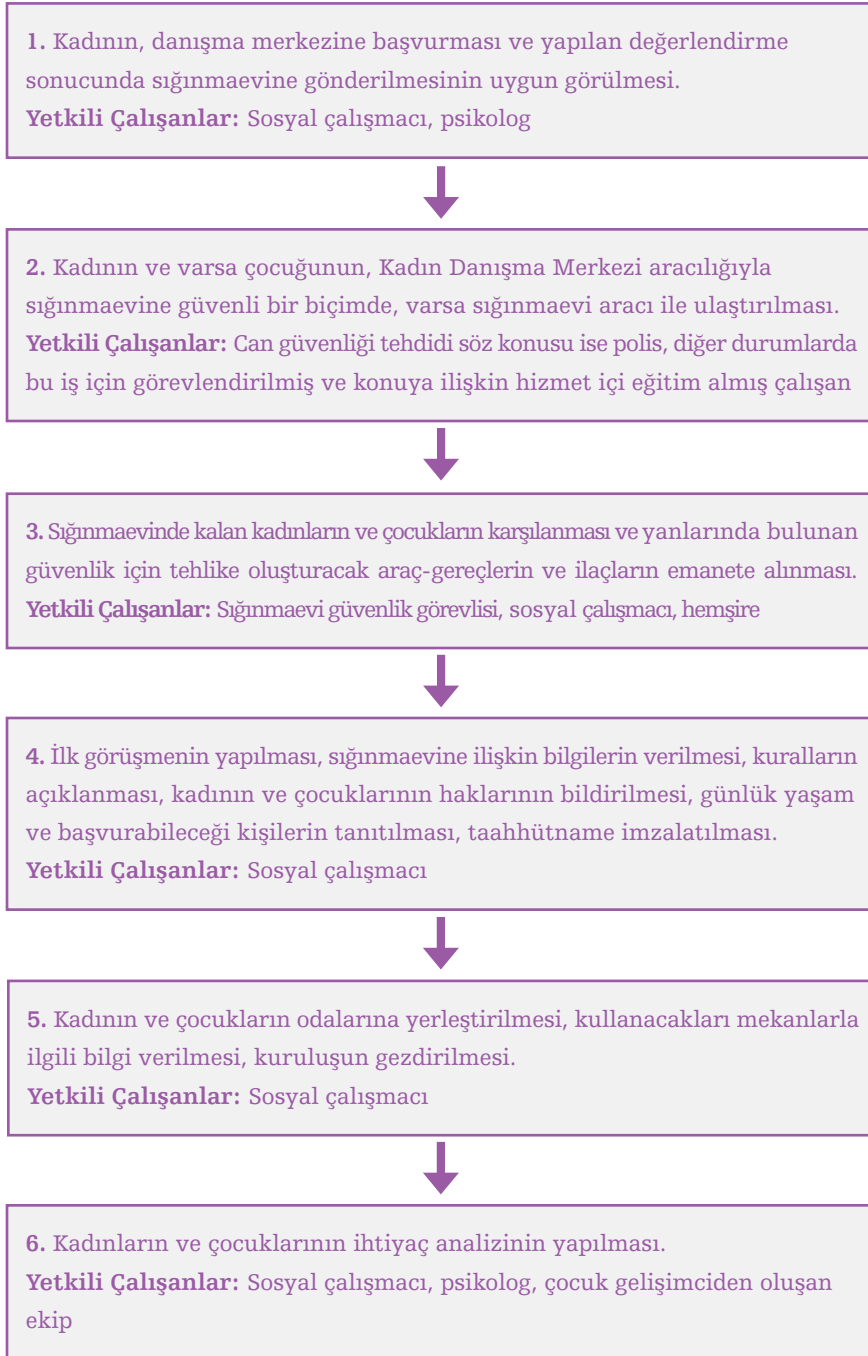 1. Kadının, danışma merkezine başvurması ve yapılan değerlendirme
sonucunda sığınmaevine gönderilmesinin uygun görülmesi.
Yetkili Çalışanlar: Sosyal çalışmacı, psikolog
2. Kadının ve varsa çocuğunun, Kadın Danışma Merkezi aracılığıyla
sığınmaevine güvenli bir biçimde, varsa sığınmaevi aracı ile ulaştırılması.
Yetkili Çalışanlar: Can güvenliği tehdidi söz konusu ise polis, diğer durumlarda
bu iş için görevlendirilmiş ve konuya ilişkin hizmet içi eğitim almış çalışan
3. Sığınmaevinde kalan kadınların ve çocukların karşılanması ve yanlarında bulunan
güvenlik için tehlike oluşturacak araç-gereçlerin ve ilaçların emanete alınması.
Yetkili Çalışanlar: Sığınmaevi güvenlik görevlisi, sosyal çalışmacı, hemşire
4. İlk görüşmenin yapılması, sığınmaevine ilişkin bilgilerin verilmesi, kuralların
açıklanması, kadının ve çocuklarının haklarının bildirilmesi, günlük yaşam
ve başvurabileceği kişilerin tanıtılması, taahhütname imzalatılması.
Yetkili Çalışanlar: Sosyal çalışmacı
5. Kadının ve çocukların odalarına yerleştirilmesi, kullanacakları mekanlarla
ilgili bilgi verilmesi, kuruluşun gezdirilmesi.
Yetkili Çalışanlar: Sosyal çalışmacı
6. Kadınların ve çocuklarının ihtiyaç analizinin yapılması.
Yetkili Çalışanlar: Sosyal çalışmacı, psikolog, çocuk gelişimciden oluşan
ekip